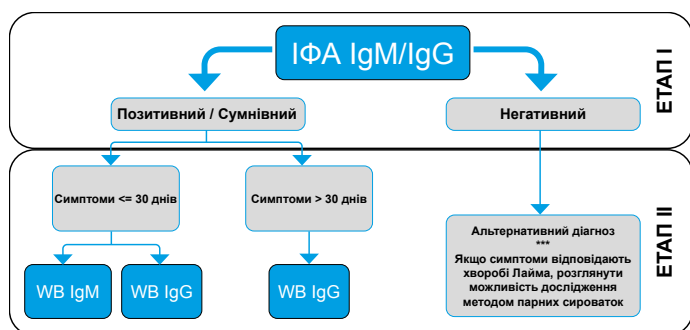 ІФА IgM/IgG
ЕТАП I
Позитивний / Сумнівний
Негативний
Симптоми <= 30 днів
Симптоми > 30 днів
Альтернативний діагноз
***
Якщо симптоми відповідають
хворобі Лайма, розглянути
можливість дослідження
методом парних сироваток
WB IgM
WB IgG
WB IgG
ЕТАП II